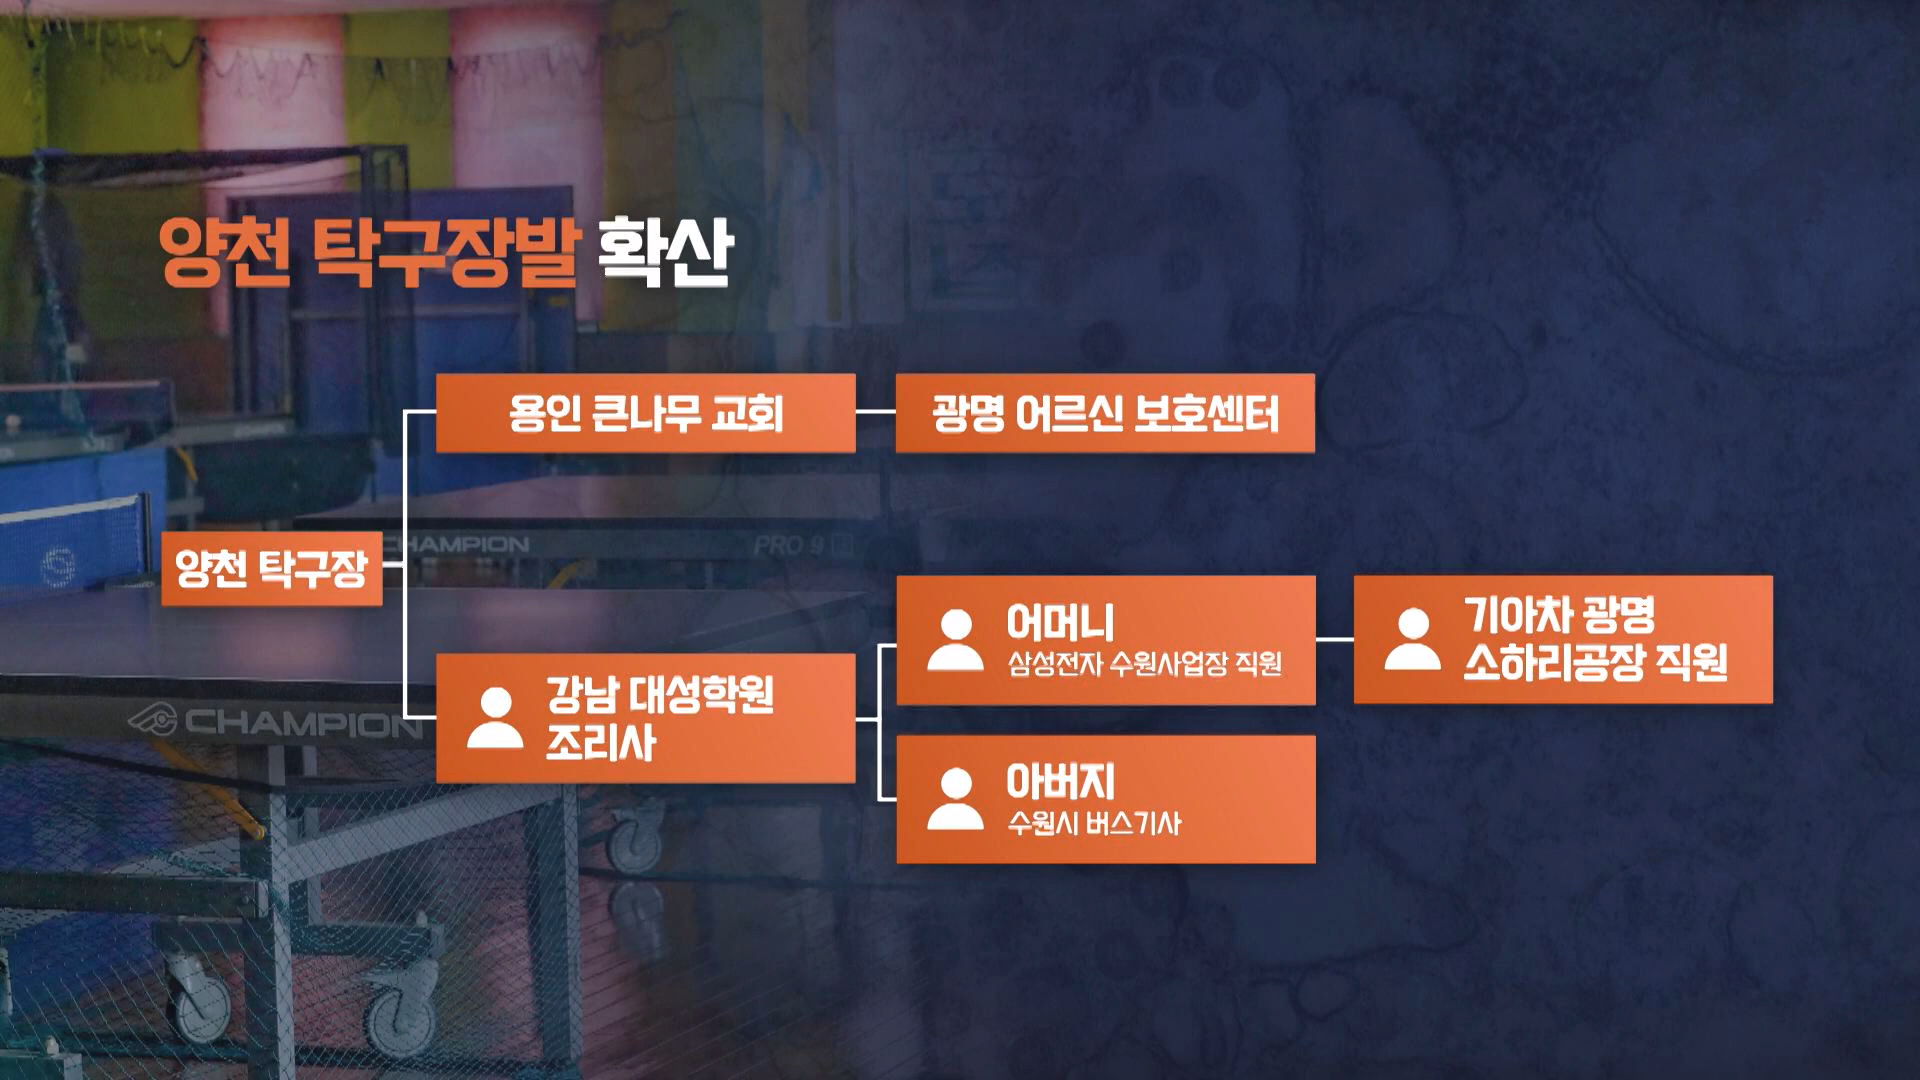 양천 탁구장발 확산
용인 큰나무 교회
광명 어르신 보호센터
양천 탁구장
CHAMPION
PRO 9
어머니
삼성전자 수원사업장 직원
기아차 광명
소하리공장 직원
강남 대성학원
조리사
CHAMPION
아버지
수원시 버스기사